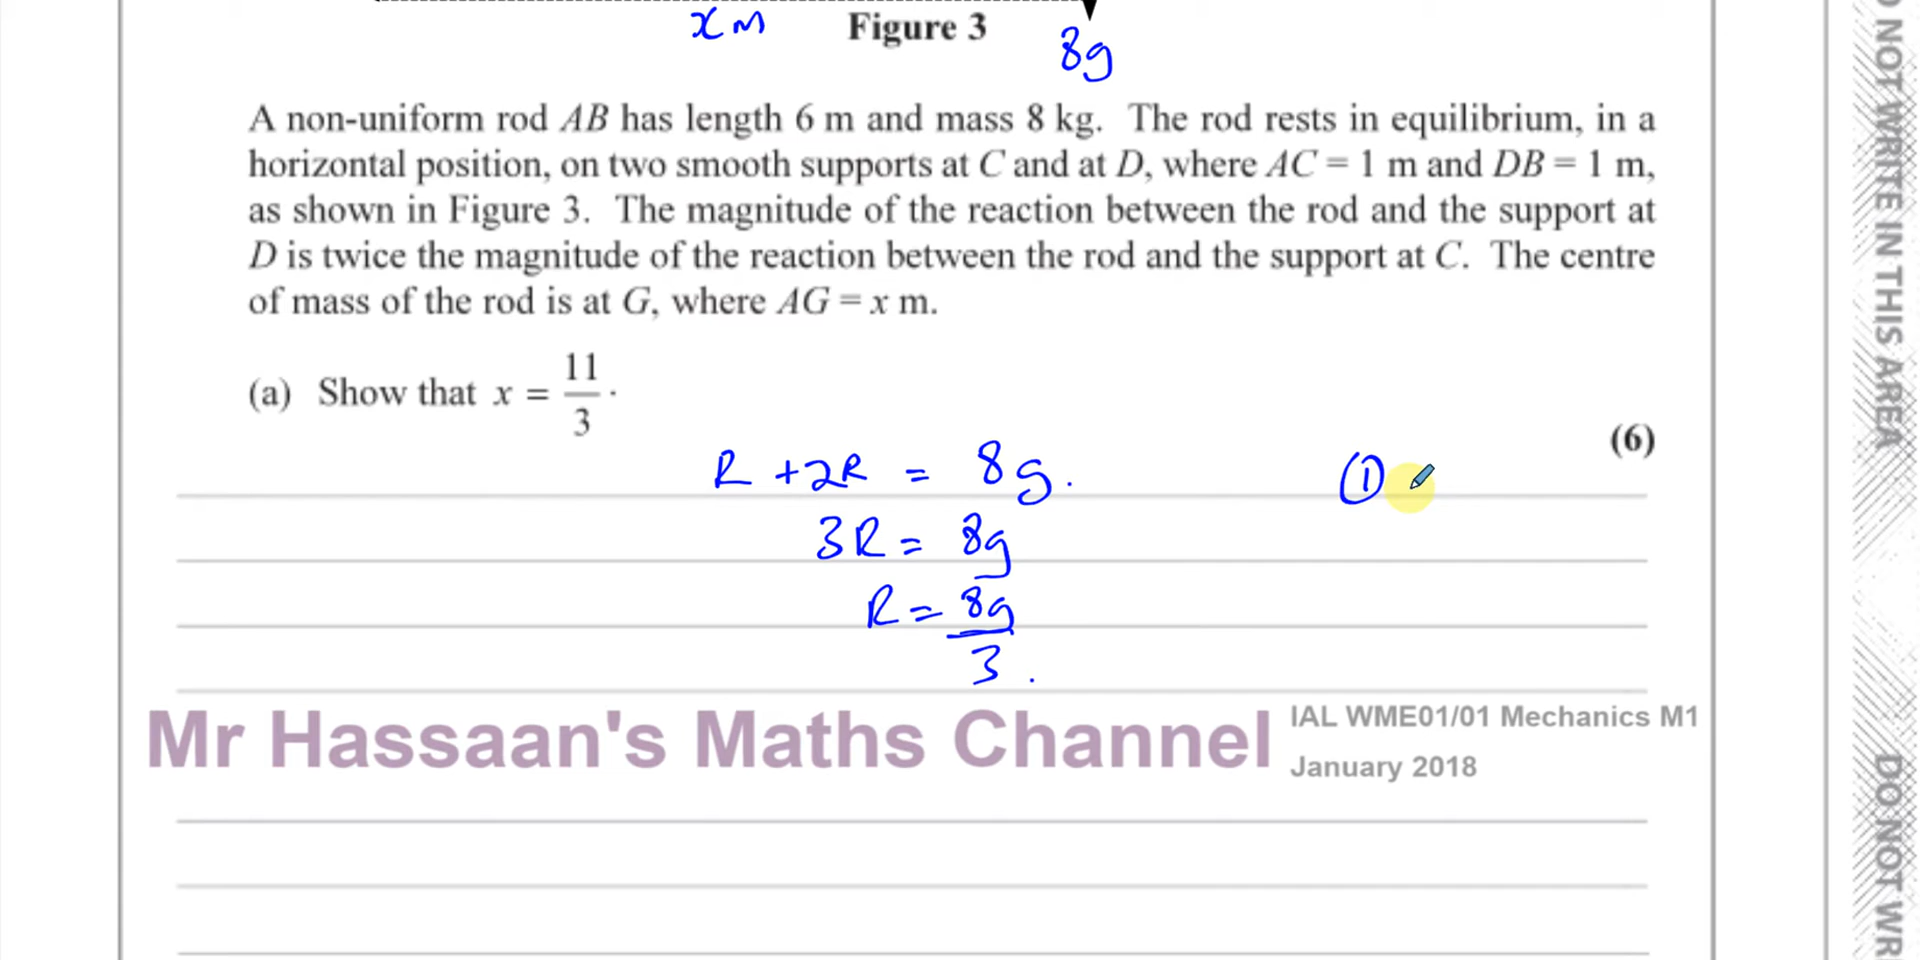 x m
Figure 3
8g
A non-uniform rod AB has length 6 m and mass 8 kg. The rod rests in equilibrium, in a
horizontal position, on two smooth supports at C and at D, where AC = 1 m and DB = 1 m,
as shown in Figure 3. The magnitude of the reaction between the rod and the support at
D is twice the magnitude of the reaction between the rod and the support at C. The centre
of mass of the rod is at G, where AG = x m.
(a) Show that x = 11/3.
(6)
R + 2R = 8g. ①
3R = 8g
R = 8g/3.
Mr Hassaan's Maths Channel
IAL WME01/01 Mechanics M1
January 2018
NOT WRITE IN THIS AREA
DO NOT WR